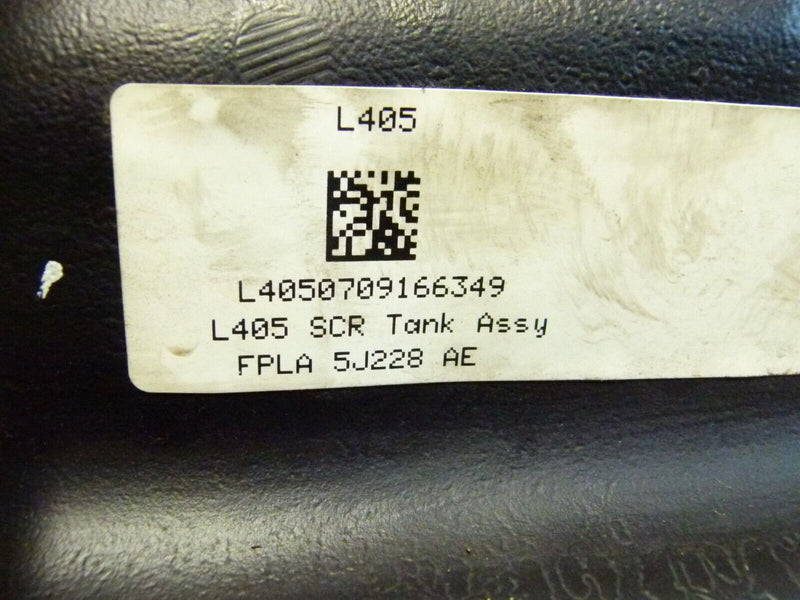 L405
L4050709166349
L405 SCR Tank Assy
FPLA 5J228 AE